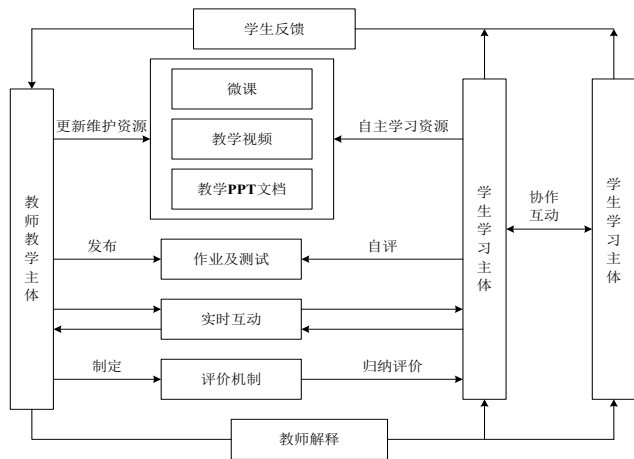 学生反馈
微课
更新维护资源
教学视频
自主学习资源
教学PPT文档
教师教学主体
学生学习主体
协作
互动
学生学习主体
发布
作业及测试
自评
实时互动
制定
评价机制
归纳评价
教师解释